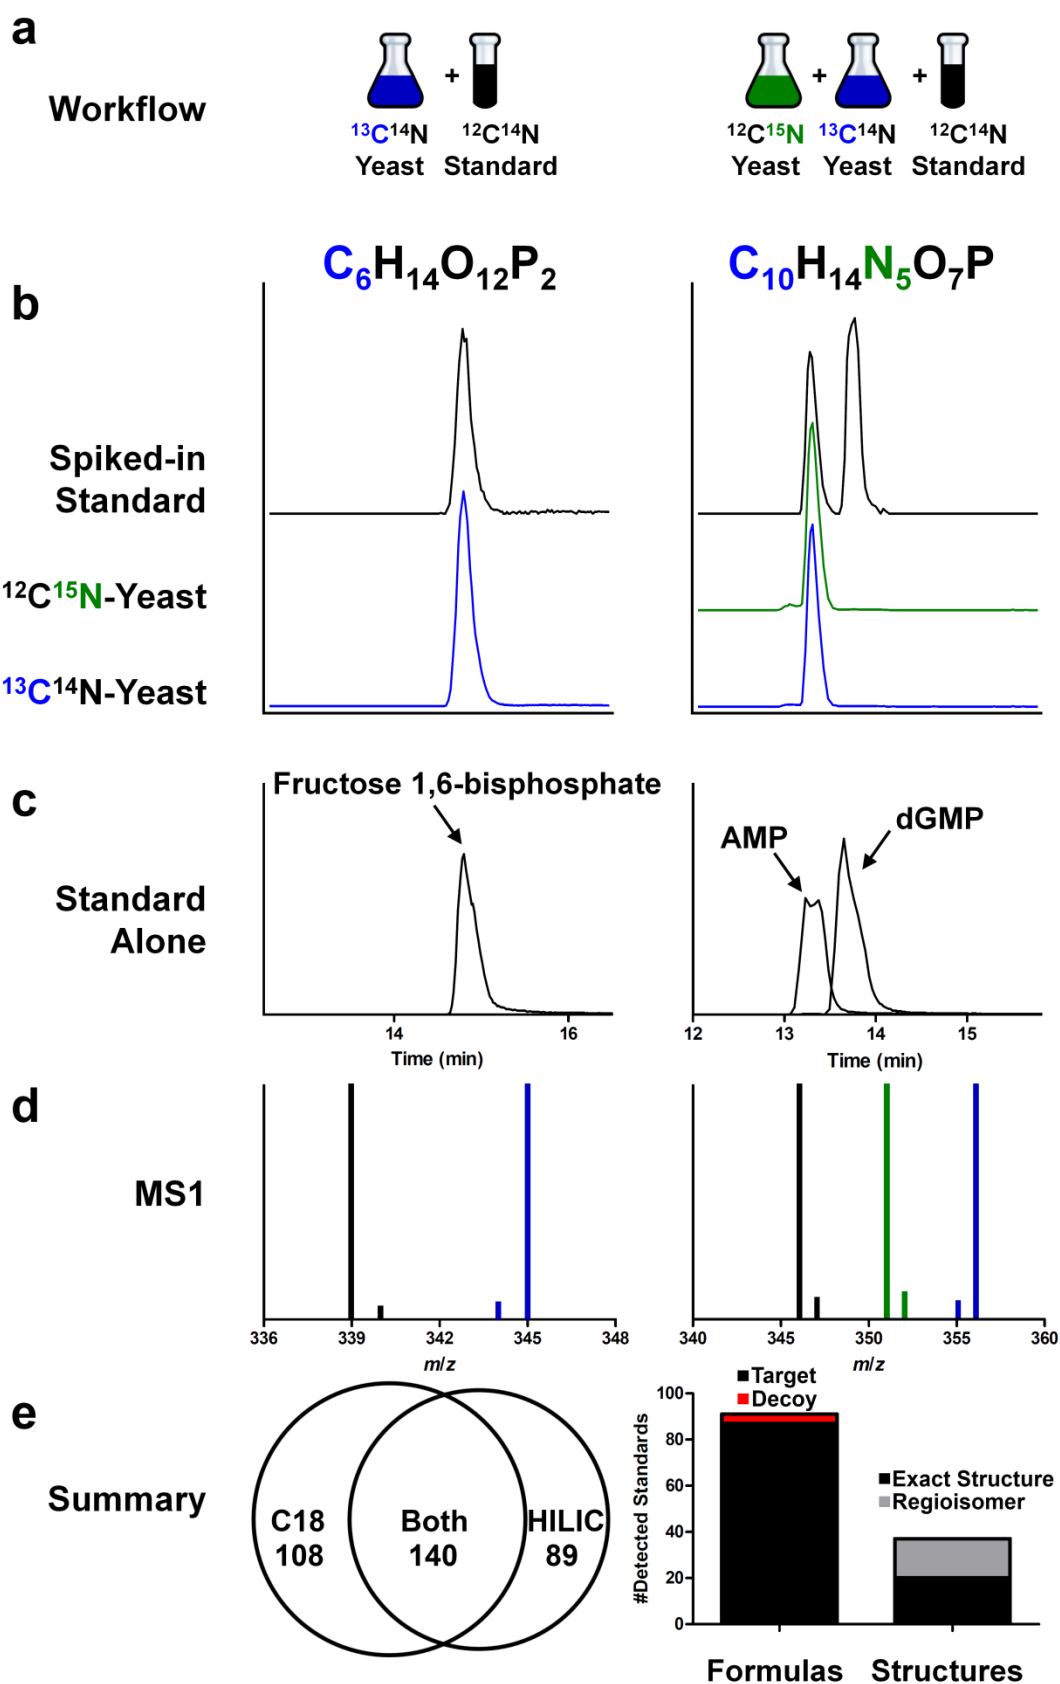 a
Workflow
+
+
+
¹³C¹⁴N ¹²C¹⁴N
Yeast Standard
¹²C¹⁵N ¹³C¹⁴N ¹²C¹⁴N
Yeast Yeast Standard
C₆H₁₄O₁₂P₂
C₁₀H₁₄N₅O₇P
b
Spiked-in
Standard
¹²C¹⁵N-Yeast
¹³C¹⁴N-Yeast
c
Standard
Alone
Fructose 1,6-bisphosphate
14 16
Time (min)
AMP
dGMP
12 13 14 15
Time (min)
d
MS1
336 339 342 345 348
m/z
340 345 350 355 360
m/z
e
Summary
C18
108
Both
140
HILIC
89
#Detected Standards
100
80
60
40
20
0
Target
Decoy
Exact Structure
Regioisomer
Formulas Structures